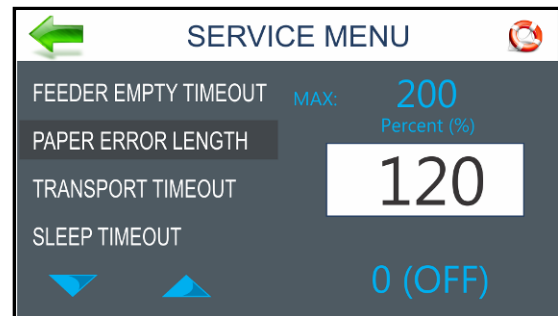 SERVICE MENU
FEEDER EMPTY TIMEOUT
PAPER ERROR LENGTH
TRANSPORT TIMEOUT
SLEEP TIMEOUT
MAX: 200
Percent (%)
120
0 (OFF)